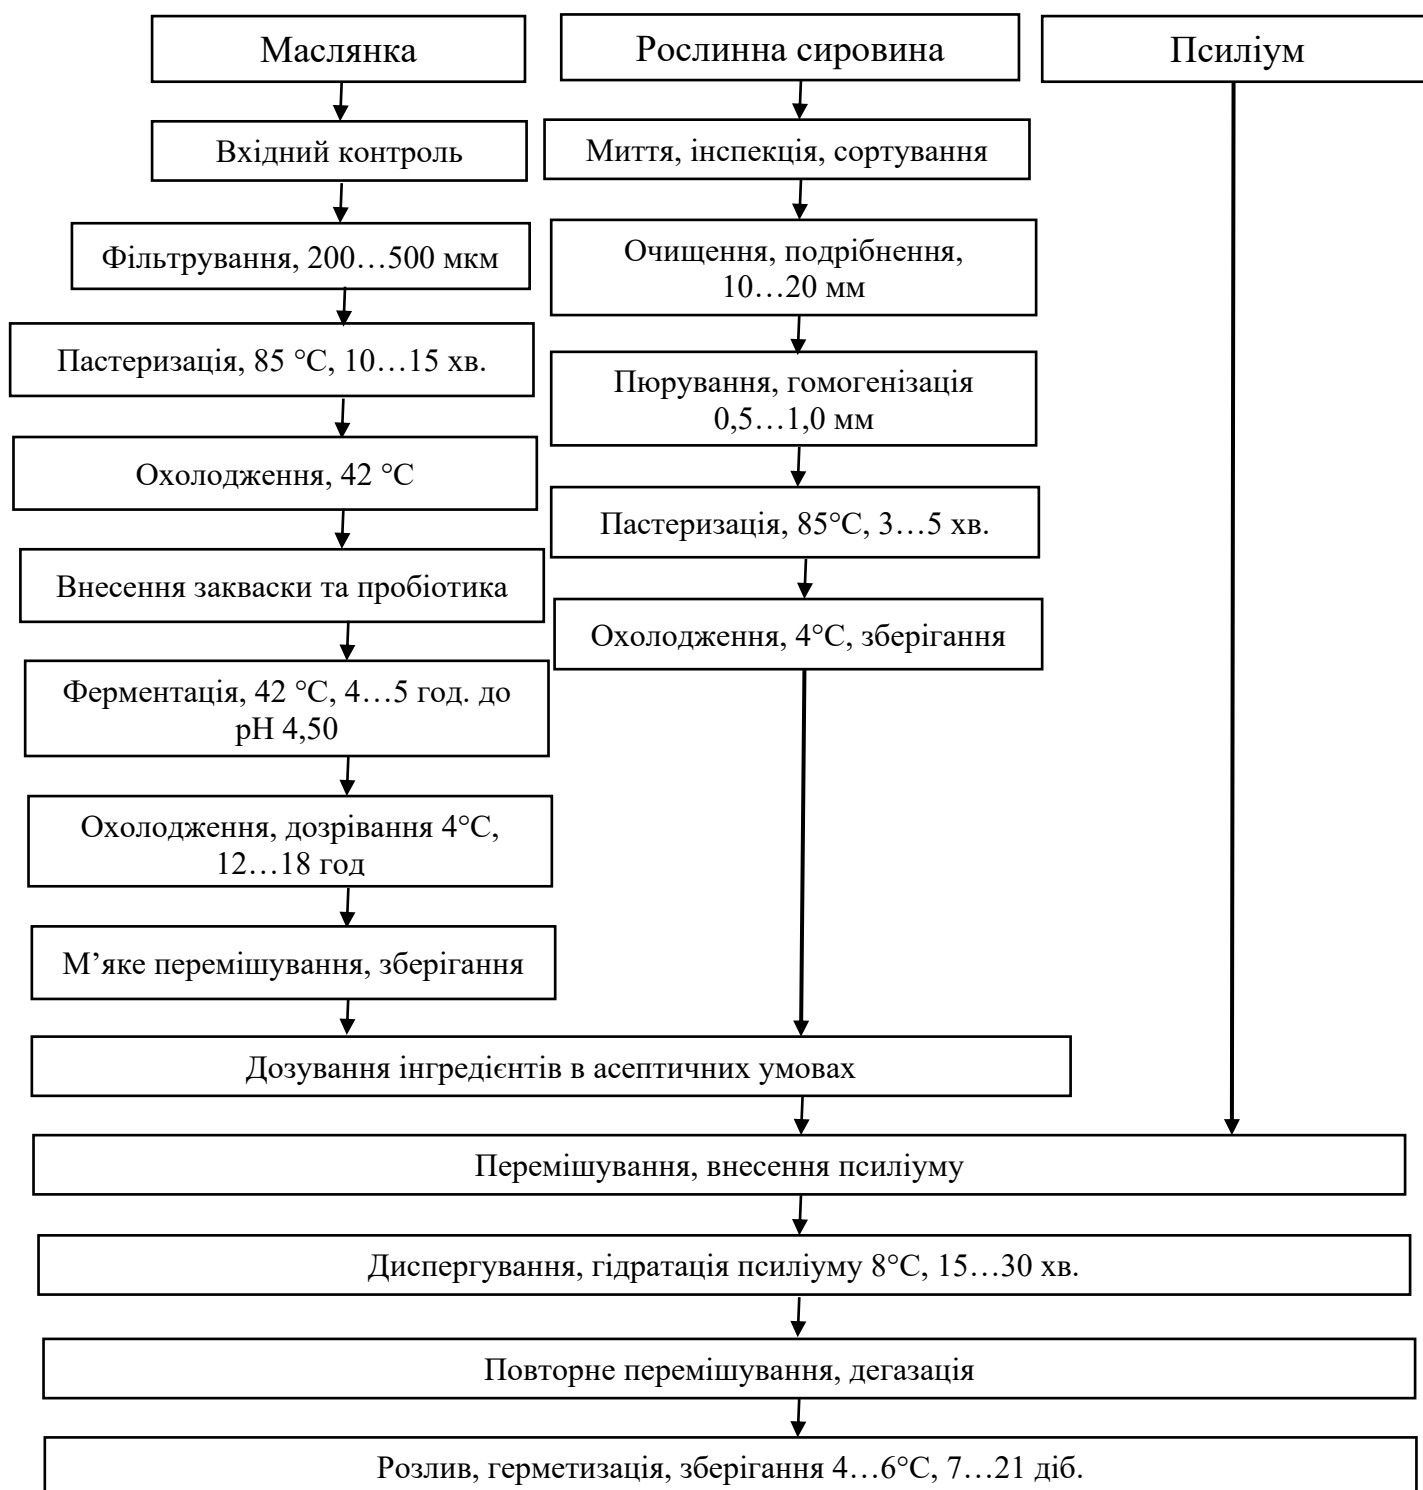 Маслянка
Рослинна сировина
Псиліум
Вхідний контроль
Миття, інспекція, сортування
Фільтрування, 200…500 мкм
Очищення, подрібнення,
10…20 мм
Пастеризація, 85 °С, 10…15 хв.
Пюрування, гомогенізація
0,5…1,0 мм
Охолодження, 42 °С
Пастеризація, 85°С, 3…5 хв.
Внесення закваски та пробіотика
Охолодження, 4°С, зберігання
Ферментація, 42 °С, 4…5 год. до
рН 4,50
Охолодження, дозрівання 4°С,
12…18 год
М’яке перемішування, зберігання
Дозування інгредієнтів в асептичних умовах
Перемішування, внесення псиліуму
Диспергування, гідратація псиліуму 8°С, 15…30 хв.
Повторне перемішування, дегазація
Розлив, герметизація, зберігання 4…6°С, 7…21 діб.